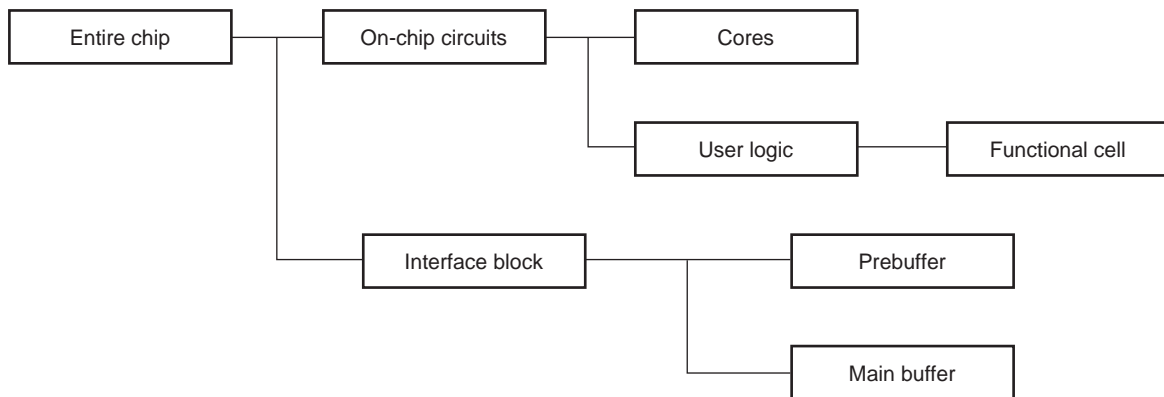 Entire chip
On-chip circuits
Cores
User logic
Functional cell
Interface block
Prebuffer
Main buffer